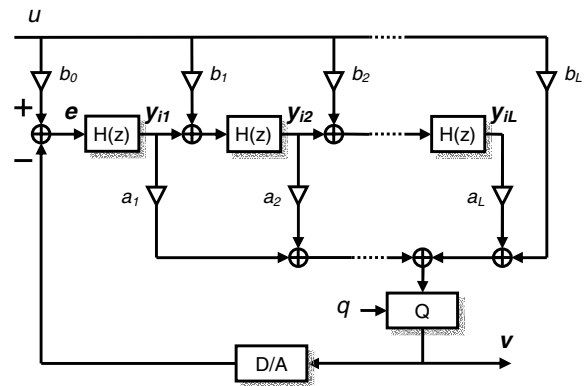 u
b0 b1 b2 bL
+ e H(z) yi1 H(z) yi2 H(z) yiL
−
a1 a2 aL
q Q
D/A v